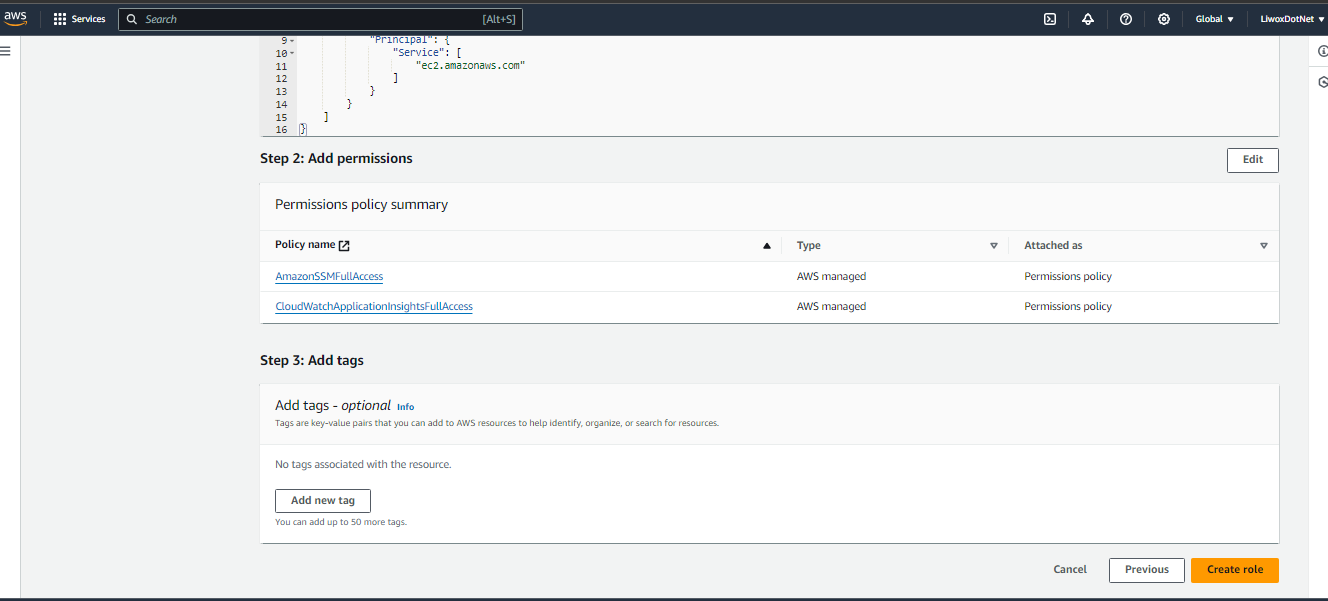 aws
Services
Search
[Alt+S]
Global ▼
LiwoxDotNet ▼
9 "Principal": {
10 "Service": [
11 "ec2.amazonaws.com"
12 ]
13 }
14 }
15 ]
16 }
Step 2: Add permissions
Edit
Permissions policy summary
Policy name
Type
Attached as
AmazonSSMFullAccess
AWS managed
Permissions policy
CloudWatchApplicationInsightsFullAccess
AWS managed
Permissions policy
Step 3: Add tags
Add tags - optional Info
Tags are key-value pairs that you can add to AWS resources to help identify, organize, or search for resources.
No tags associated with the resource.
Add new tag
You can add up to 50 more tags.
Cancel
Previous
Create role